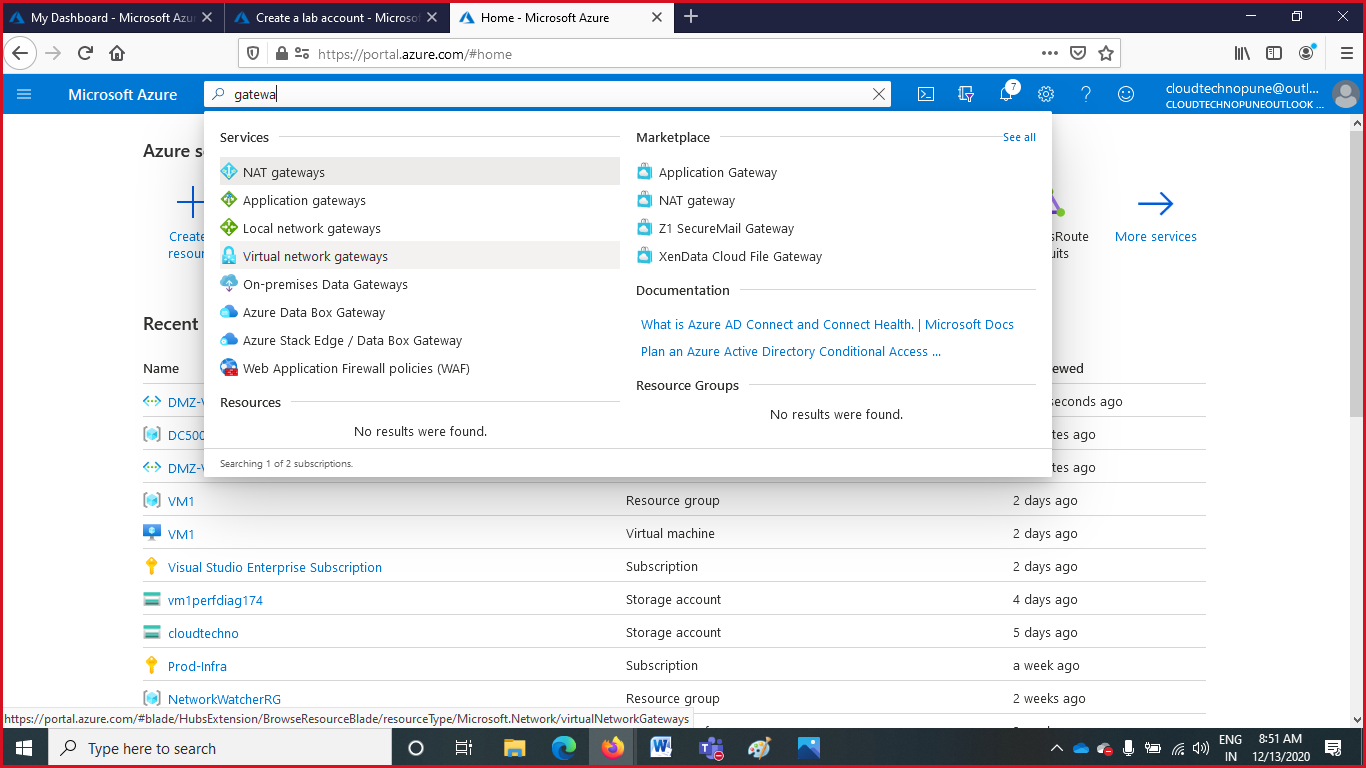 My Dashboard - Microsoft Azur
Create a lab account - Microsof
Home - Microsoft Azure
https://portal.azure.com/#home
Microsoft Azure
gatewa
7
cloudtechnopune@outl...
CLOUDTECHNOPUNEOUTLOOK ...
Azure s
Create
resour
sRoute
uits
More services
Services
NAT gateways
Application gateways
Local network gateways
Virtual network gateways
On-premises Data Gateways
Azure Data Box Gateway
Azure Stack Edge / Data Box Gateway
Web Application Firewall policies (WAF)
Resources
No results were found.
Marketplace
See all
Application Gateway
NAT gateway
Z1 SecureMail Gateway
XenData Cloud File Gateway
Documentation
What is Azure AD Connect and Connect Health. | Microsoft Docs
Plan an Azure Active Directory Conditional Access ...
Resource Groups
No results were found.
Searching 1 of 2 subscriptions.
Recent
Name ewed
DMZ-V seconds ago
DC500 tes ago
DMZ-V tes ago
VM1 Resource group 2 days ago
VM1 Virtual machine 2 days ago
Visual Studio Enterprise Subscription Subscription 2 days ago
vm1perfdiag174 Storage account 4 days ago
cloudtechno Storage account 5 days ago
Prod-Infra Subscription a week ago
NetworkWatcherRG Resource group 2 weeks ago
https://portal.azure.com/#blade/HubsExtension/BrowseResourceBlade/resourceType/Microsoft.Network/virtualNetworkGateways
Type here to search
ENG
IN
8:51 AM
12/13/2020